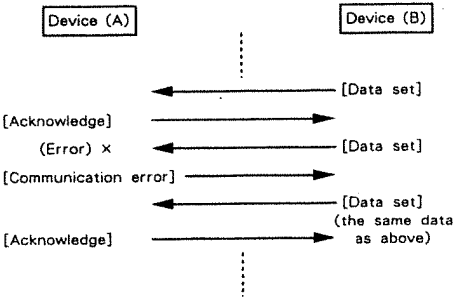 Device (A) Device (B)
[Data set]
[Acknowledge]
(Error) × [Data set]
[Communication error]
[Data set]
(the same data
[Acknowledge] as above)